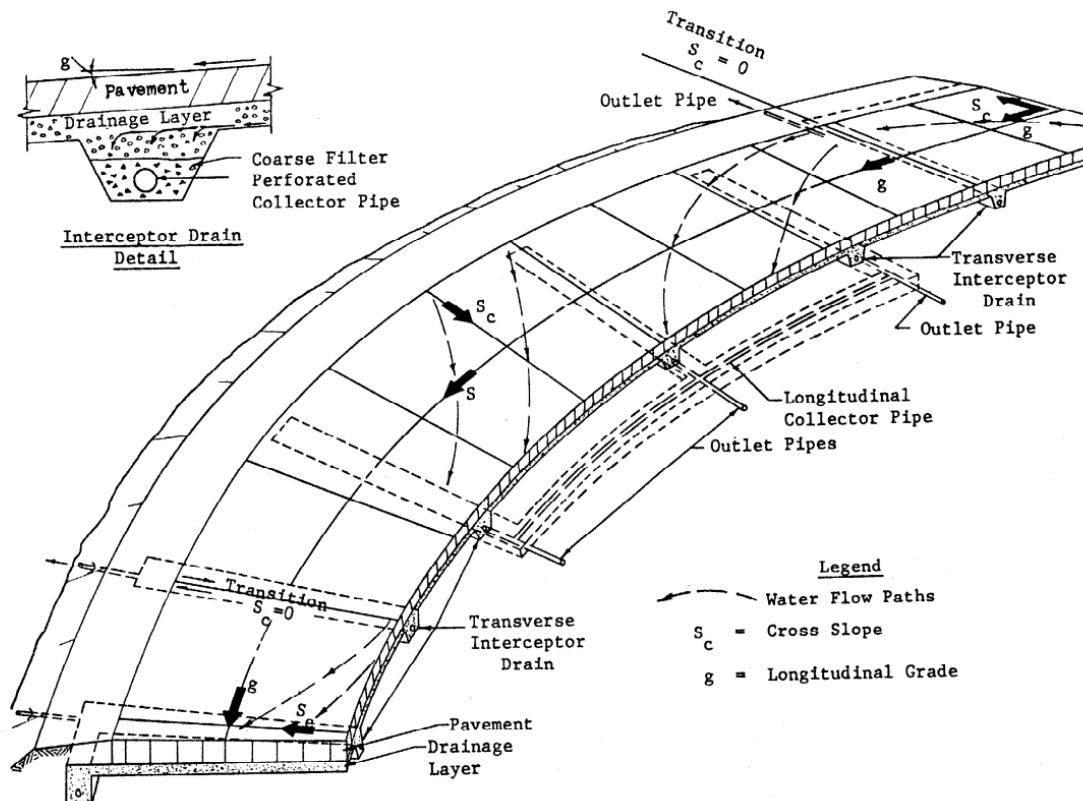 g
Pavement
Drainage Layer
Coarse Filter
Perforated
Collector Pipe
Interceptor Drain
Detail
Transition
S_c = 0
Outlet Pipe
S_c
g
g
Transverse
Interceptor
Drain
Outlet Pipe
S_c
S
Longitudinal
Collector Pipe
Outlet Pipes
Transition
S_c=0
Transverse
Interceptor
Drain
g
S_e
Pavement
Drainage
Layer
Legend
Water Flow Paths
S_c = Cross Slope
g = Longitudinal Grade